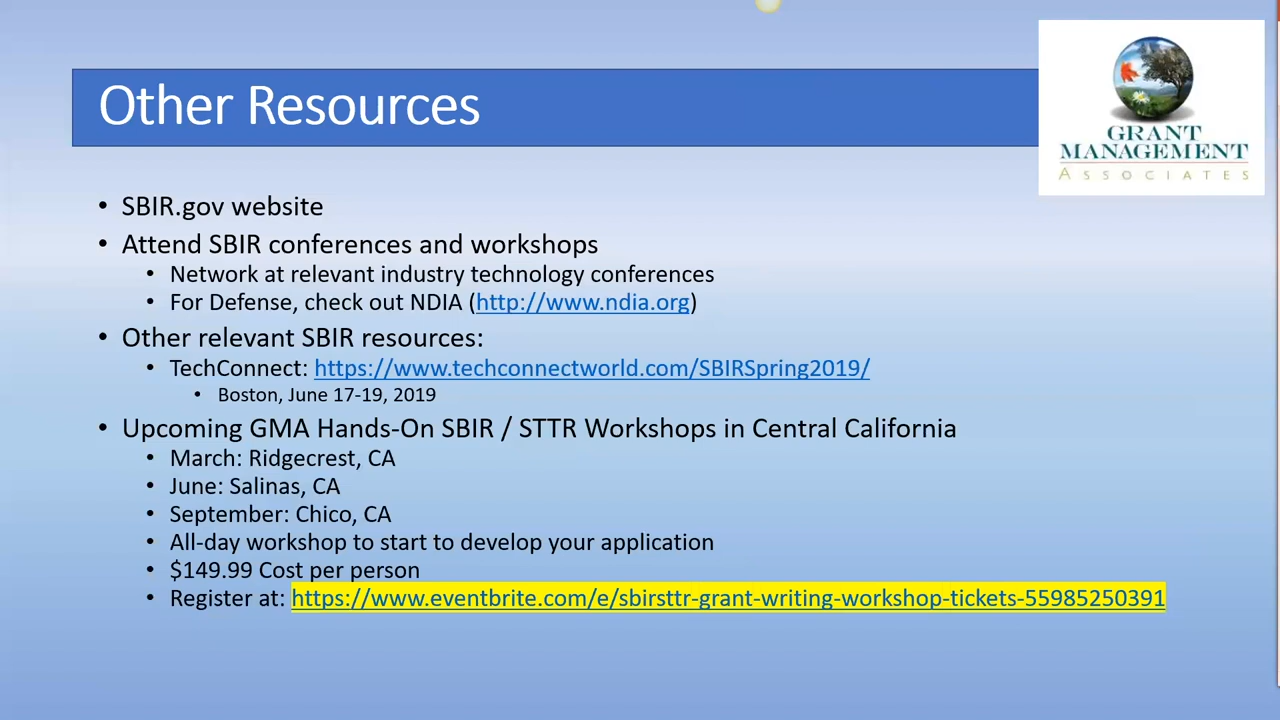 Other Resources
GRANT
MANAGEMENT
ASSOCIATES
• SBIR.gov website
• Attend SBIR conferences and workshops
• Network at relevant industry technology conferences
• For Defense, check out NDIA (http://www.ndia.org)
• Other relevant SBIR resources:
• TechConnect: https://www.techconnectworld.com/SBIRSpring2019/
• Boston, June 17-19, 2019
• Upcoming GMA Hands-On SBIR / STTR Workshops in Central California
• March: Ridgecrest, CA
• June: Salinas, CA
• September: Chico, CA
• All-day workshop to start to develop your application
• $149.99 Cost per person
• Register at: https://www.eventbrite.com/e/sbirsttr-grant-writing-workshop-tickets-55985250391